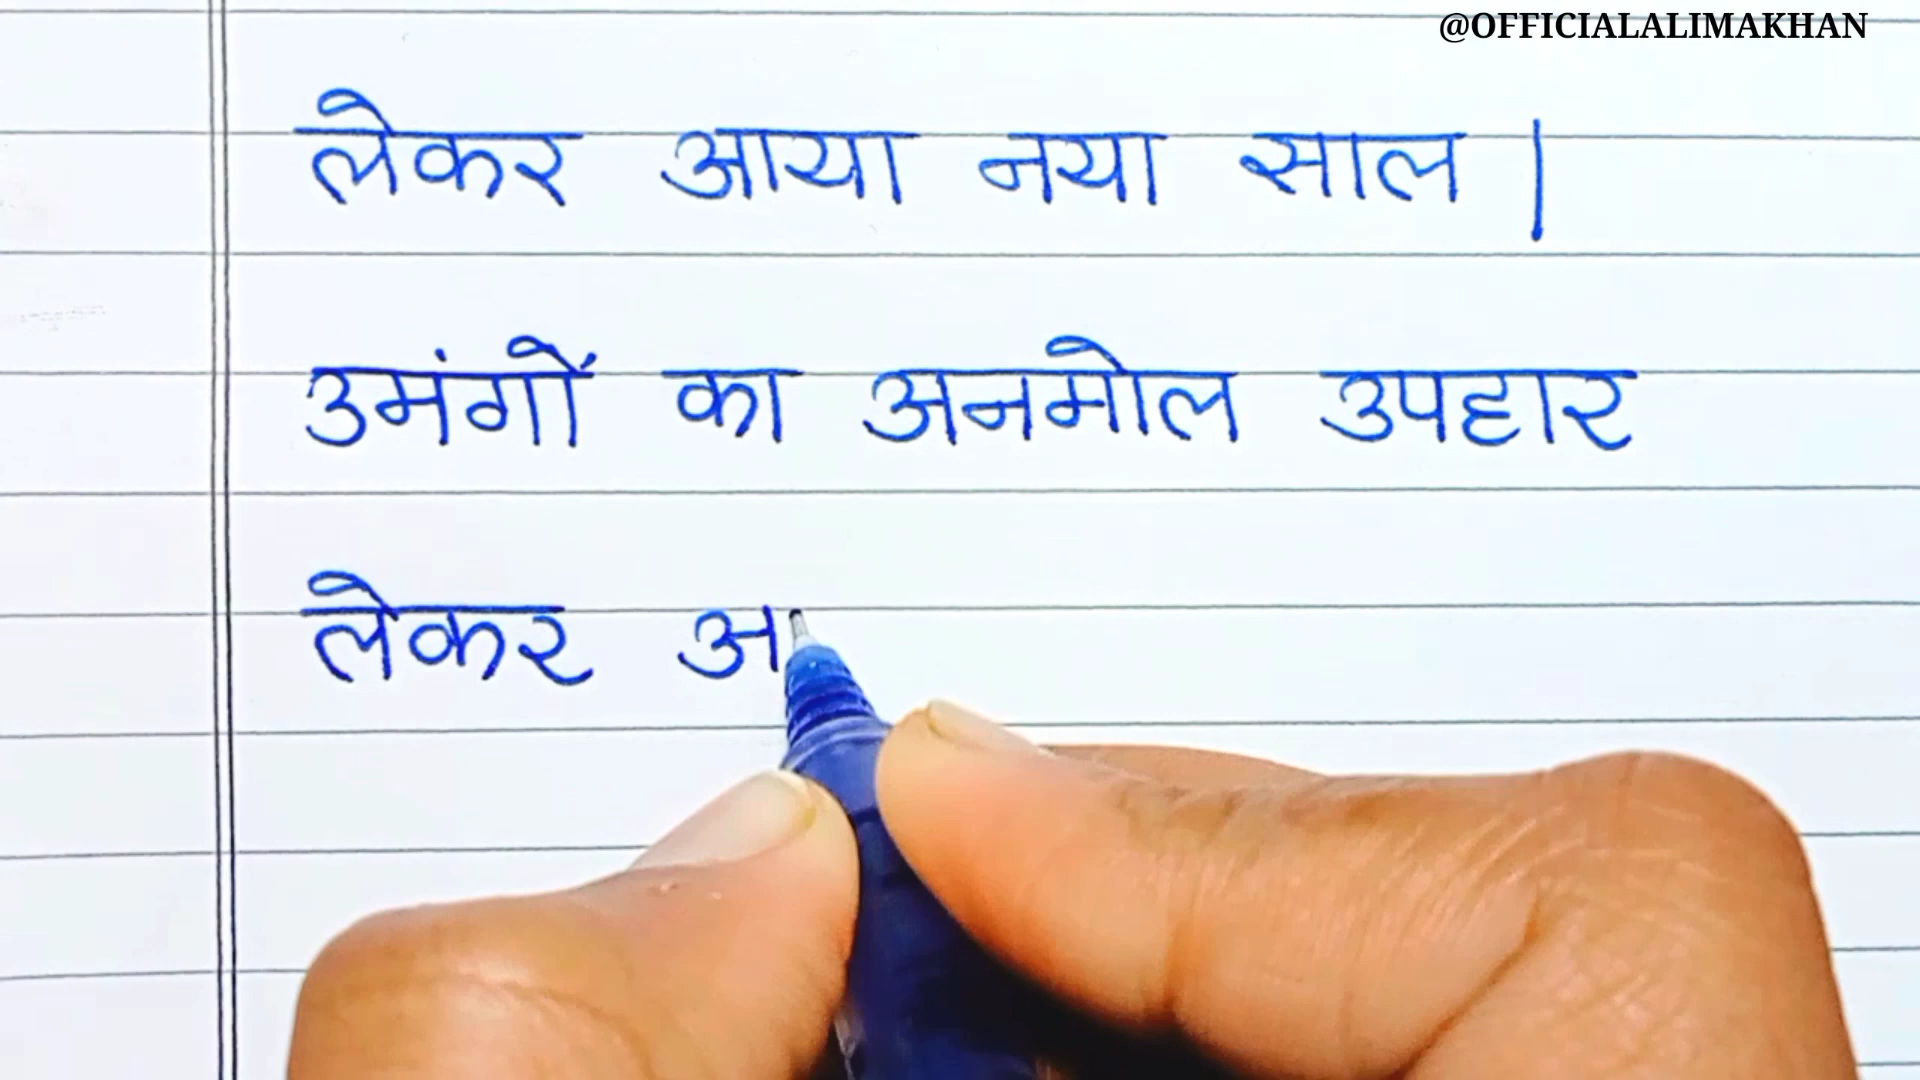 @OFFICIALALIMAKHAN
लेकर आया नया साल |
उमंगों का अनमोल उपहार
लेकर अ